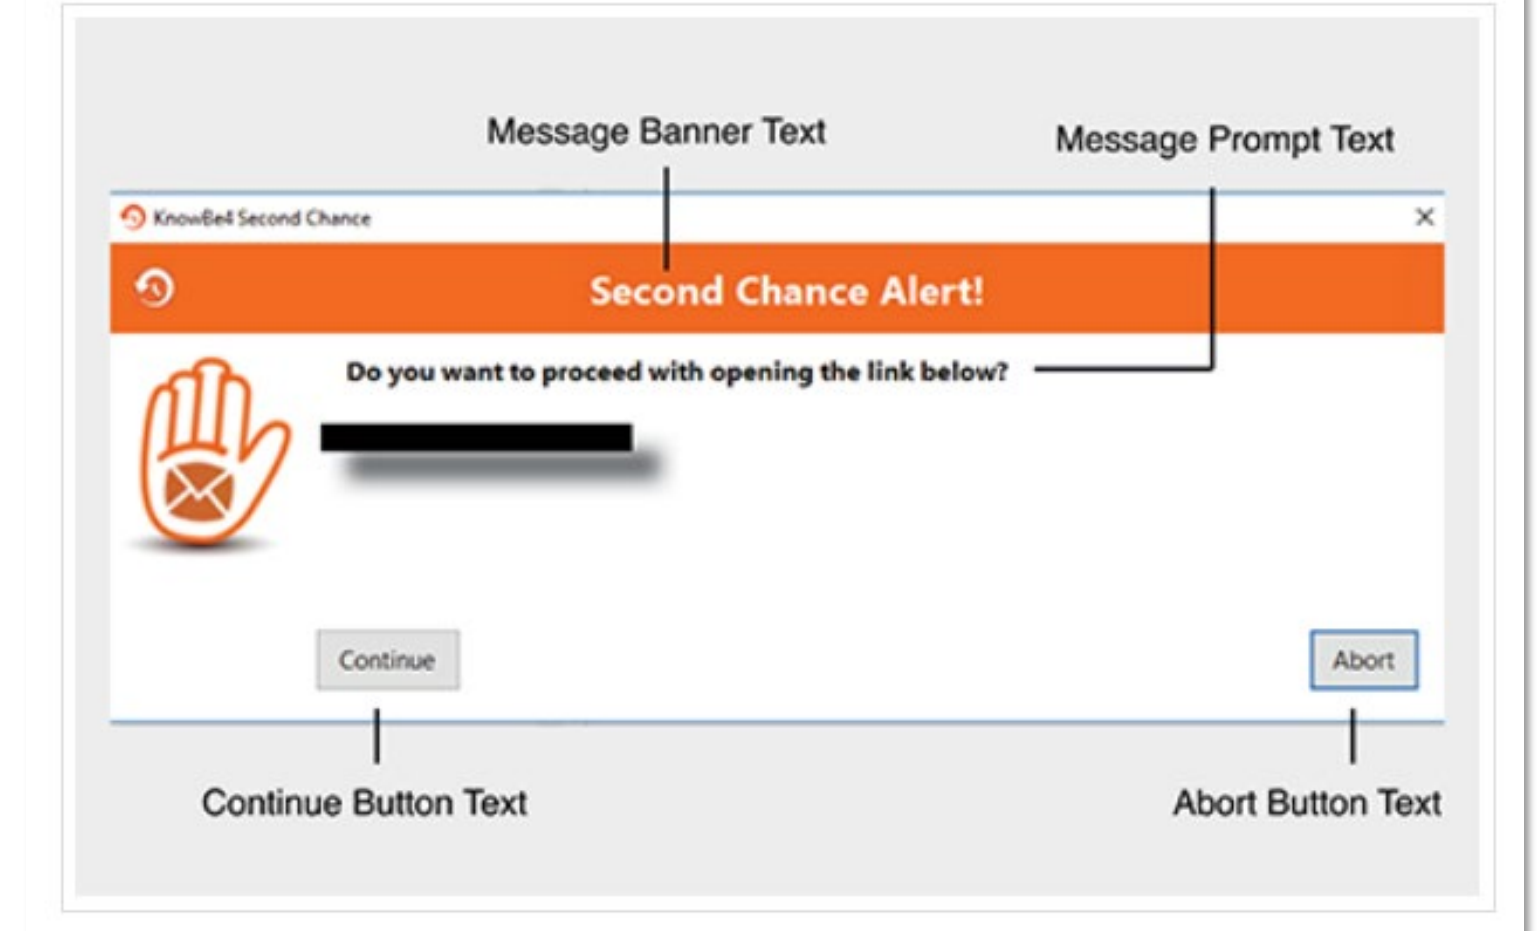 Message Banner Text
Message Prompt Text
KnowBe4 Second Chance
Second Chance Alert!
Do you want to proceed with opening the link below?
Continue
Abort
Continue Button Text
Abort Button Text